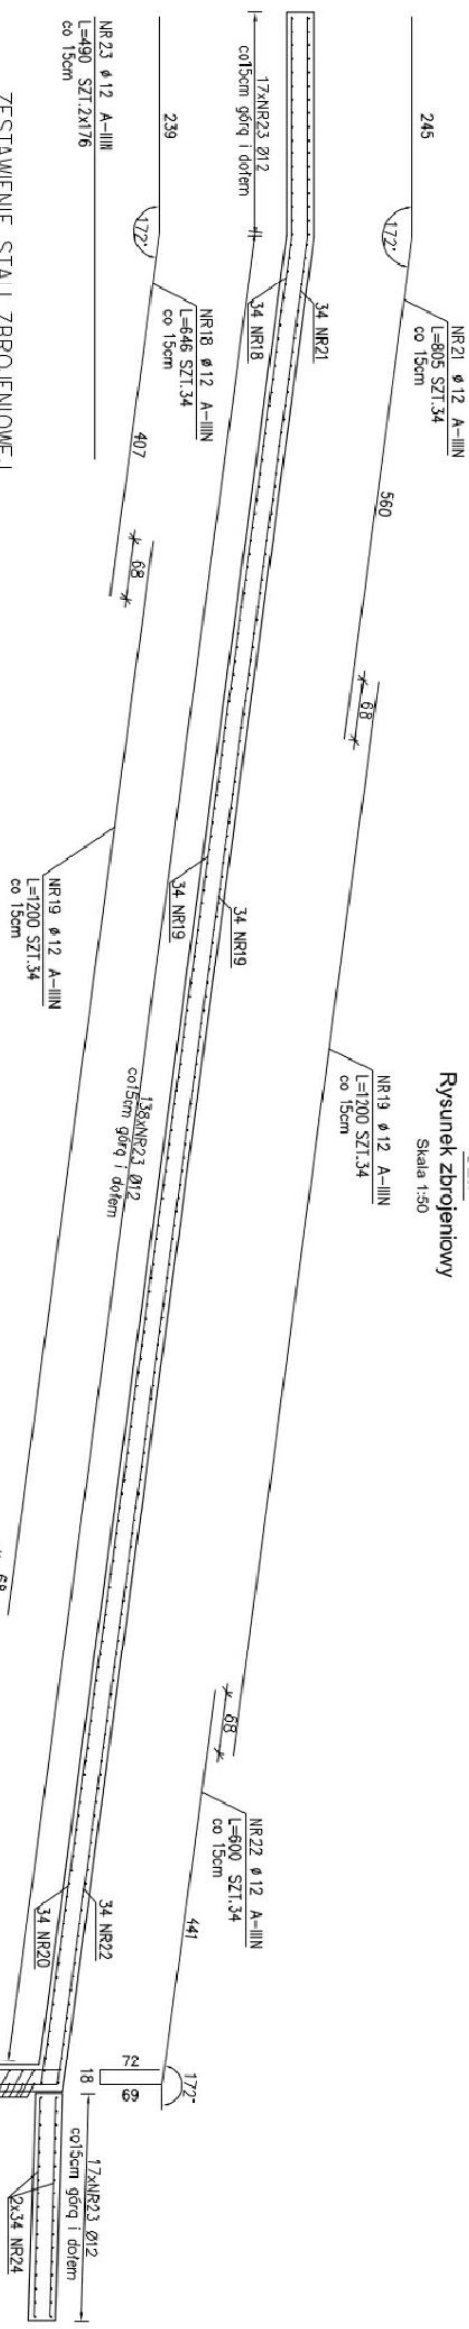 Rysunek zbrojeniowy
Skala 1:50
245
172°
NR21 ø12 A-IIIN
L=805 SZT.34
co 15cm
560
68
NR19 ø12 A-IIIN
L=1200 SZT.34
co 15cm
68
NR22 ø12 A-IIIN
L=600 SZT.34
co 15cm
441
172°
72
69
18
17xNR23 Ø12
co15cm górą i dołem
34 NR21
34 NR18
34 NR19
34 NR19
138xNR23 Ø12
co15cm górą i dołem
34 NR22
34 NR20
17xNR23 Ø12
co15cm górą i dołem
2x34 NR24
239
172°
NR18 ø12 A-IIIN
L=646 SZT.34
co 15cm
407
68
NR19 ø12 A-IIIN
L=1200 SZT.34
co 15cm
68
NR23 ø12 A-IIIN
L=490 SZT.2x176
co 15cm
ZESTAWIENIE STALI ZBROJENIOWEJ